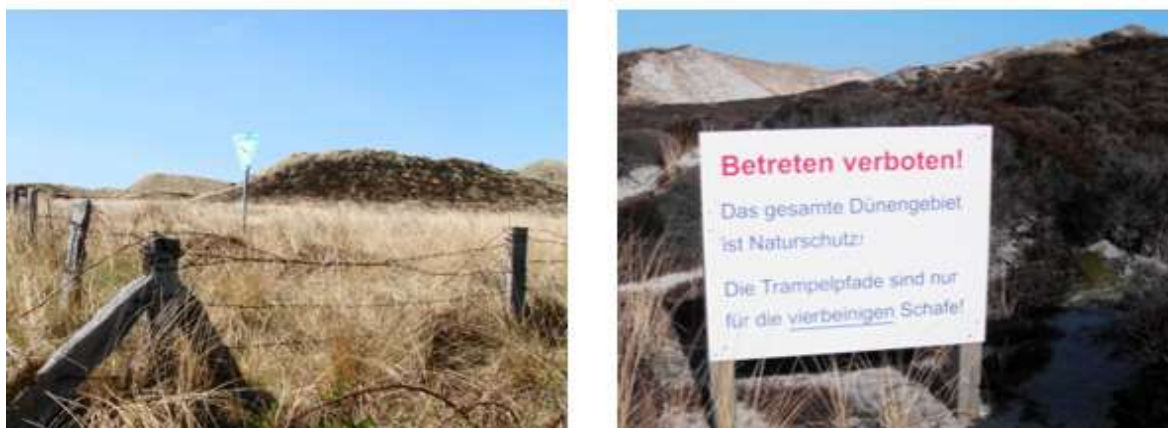 Betreten verboten!
Das gesamte Dünengebiet
ist Naturschutz!
Die Trampelpfade sind nur
für die vierbeinigen Schafe!